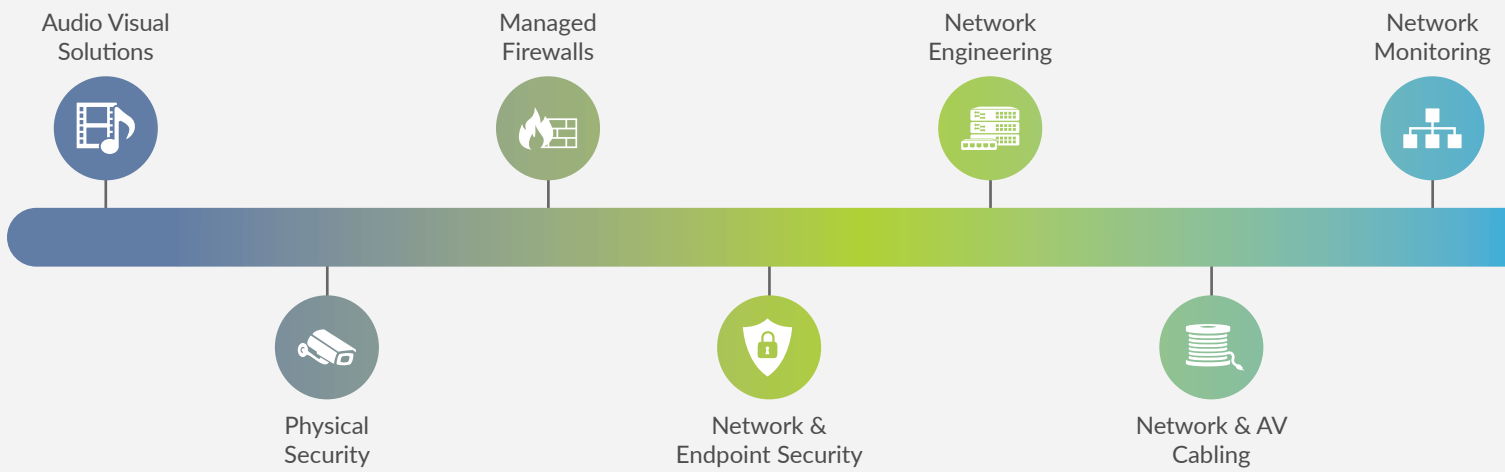 Audio Visual
Solutions
Managed
Firewalls
Network
Engineering
Network
Monitoring
Physical
Security
Network &
Endpoint Security
Network & AV
Cabling